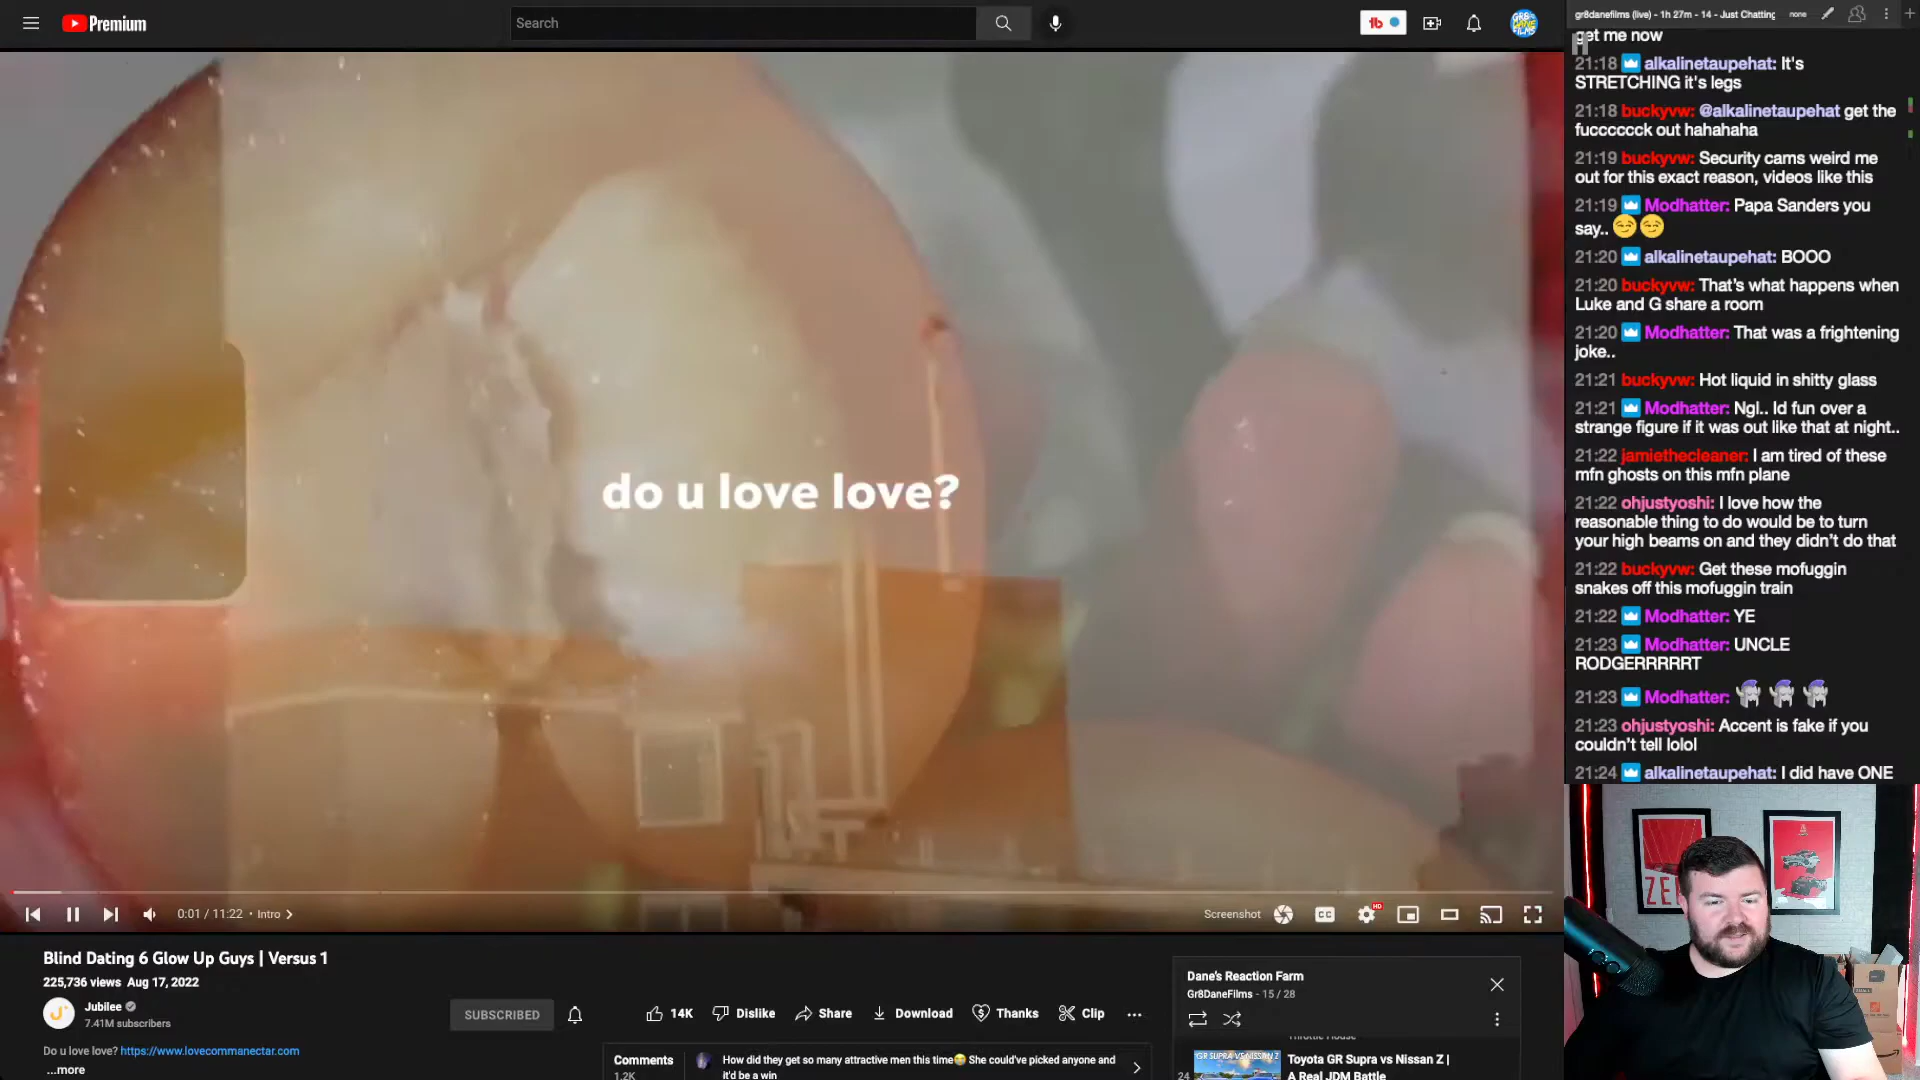 Premium
Search
gr8danefilms (live) - 1h 27m - 14 - Just Chatting
none
get me now
21:18 alkalinetaupehat: It's
STRETCHING it's legs
21:18 buckyvw: @alkalinetaupehat get the
fucccccck out hahahaha
21:19 buckyvw: Security cams weird me
out for this exact reason, videos like this
21:19 Modhatter: Papa Sanders you
say..
21:20 alkalinetaupehat: BOOO
21:20 buckyvw: That's what happens when
Luke and G share a room
21:20 Modhatter: That was a frightening
joke..
21:21 buckyvw: Hot liquid in shitty glass
21:21 Modhatter: Ngl.. Id fun over a
strange figure if it was out like that at night..
21:22 jamiethecleaner: I am tired of these
mfn ghosts on this mfn plane
21:22 ohjustyoshi: I love how the
reasonable thing to do would be to turn
your high beams on and they didn't do that
21:22 buckyvw: Get these mofuggin
snakes off this mofuggin train
21:22 Modhatter: YE
21:23 Modhatter: UNCLE
RODGERRRRRT
21:23 Modhatter:
21:23 ohjustyoshi: Accent is fake if you
couldn't tell lolol
21:24 alkalinetaupehat: I did have ONE
do u love love?
0:01 / 11:22 • Intro
Screenshot
CC
HD
Blind Dating 6 Glow Up Guys | Versus 1
225,736 views Aug 17, 2022
Jubilee
7.41M subscribers
SUBSCRIBED
14K
Dislike
Share
Download
Thanks
Clip
Do u love love? https://www.lovecommanectar.com
...more
Comments
1.2K
How did they get so many attractive men this time She could've picked anyone and
it'd be a win
Dane's Reaction Farm
Gr8DaneFilms - 15 / 28
Throttle House
24
GR SUPRA VS NISSAN Z
Toyota GR Supra vs Nissan Z |
A Real JDM Battle